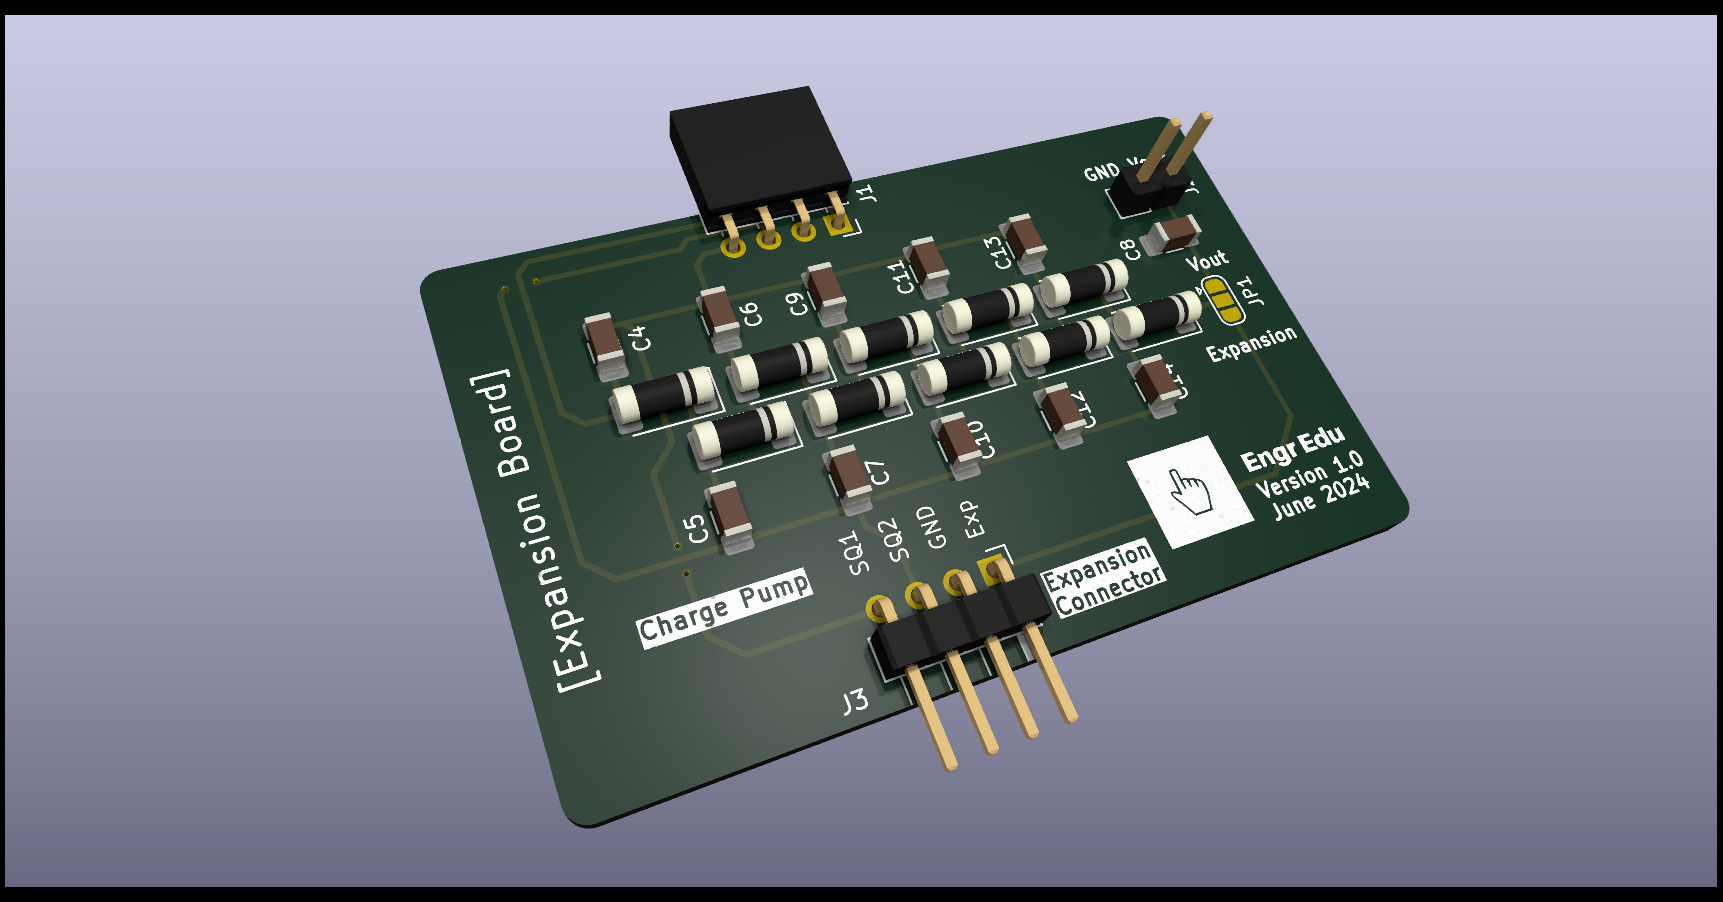 J1
GND
C13
C8
Vout
JP1
Expansion
C11
C9
C6
C4
C12
C10
C7
C5
[Expansion Board]
SQ1
SQ2
GND
Exp
Charge Pump
Expansion
Connector
Engr Edu
Version 1.0
June 2024
J3